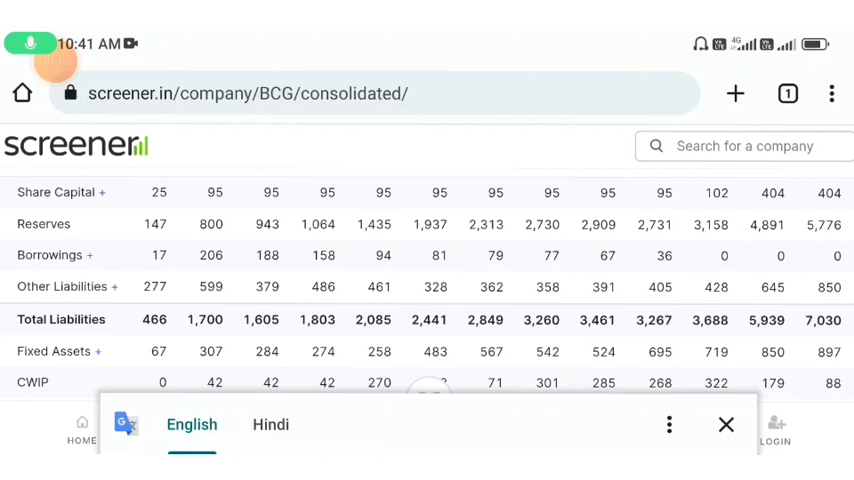 10:41 AM
4G
screener.in/company/BCG/consolidated/
1
screener
Search for a company
Share Capital + 25 95 95 95 95 95 95 95 95 95 102 404 404
Reserves 147 800 943 1,064 1,435 1,937 2,313 2,730 2,909 2,731 3,158 4,891 5,776
Borrowings + 17 206 188 158 94 81 79 77 67 36 0 0 0
Other Liabilities + 277 599 379 486 461 328 362 358 391 405 428 645 850
Total Liabilities 466 1,700 1,605 1,803 2,085 2,441 2,849 3,260 3,461 3,267 3,688 5,939 7,030
Fixed Assets + 67 307 284 274 258 483 567 542 524 695 719 850 897
CWIP 0 42 42 42 270 71 301 285 268 322 179 88
English Hindi
HOME
LOGIN